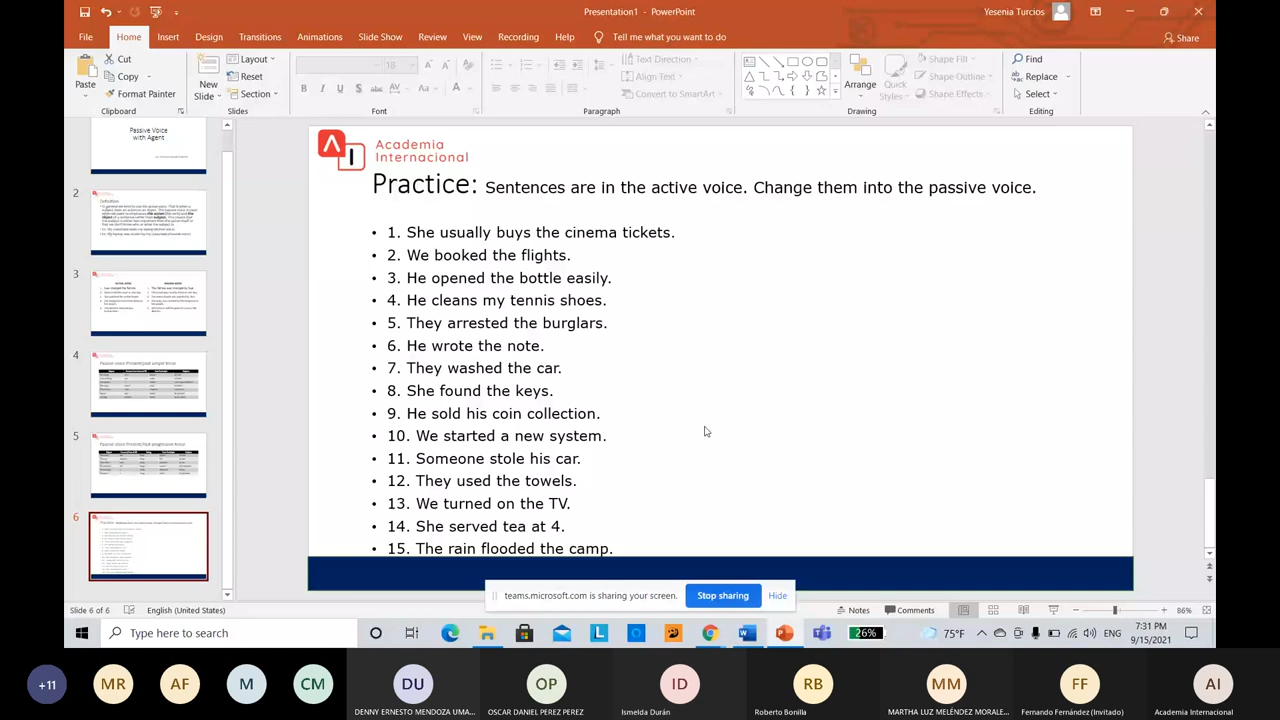 Presentation1 - PowerPoint
Yesenia Turcios
File Home Insert Design Transitions Animations Slide Show Recording Review View Help Tell me what you want to do
Share
Paste
Cut
Copy
Format Painter
Clipboard
New Slide
Layout
Reset
Section
Slides
18
B I U S abc AV Aa A
Font
Paragraph
Text Direction
Align Text
Convert to SmartArt
Arrange
Quick Styles
Shape Fill
Shape Outline
Shape Effects
Drawing
Find
Replace
Select
Editing
Passive Voice
with Agent
2
Definition
3
4
5
6
Academia
Internacional
Practice: Sentences are in the active voice. Change them into the passive voice.
• 1. She usually buys the cinema tickets.
• 2. We booked the flights.
• 3. He opened the bottle easily.
• 4. He cleans my tennis shoes.
• 5. They arrested the burglars.
• 6. He wrote the note.
• 7. They washed the car.
• 8. She found the keys.
• 9. He sold his coin collection.
• 10. We started a new system.
• 11. Someone stole his car.
• 12. They used the towels.
• 13. We turned on the TV.
• 14. She served tea at 4.
• 15. The rain flooded camp.
teams.microsoft.com is sharing your screen. Stop sharing Hide
Slide 6 of 6 English (United States) Notes Comments 86%
Type here to search
26% 75°F ENG 7:31 PM
9/15/2021
+11 MR AF M CM DU OP ID RB MM FF AI
DENNY ERNESTO MENDOZA UMA... OSCAR DANIEL PEREZ PEREZ Ismelda Durán Roberto Bonilla MARTHA LUZ MELÉNDEZ MORALE... Fernando Fernández (Invitado) Academia Internacional